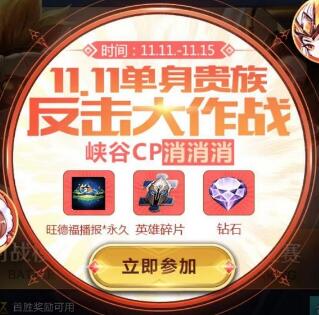 时间：11.11.-11.15
11.11单身贵族
反击大作战
峡谷CP消消消
旺德福播报*永久 英雄碎片 钻石
立即参加
首胜奖励可用